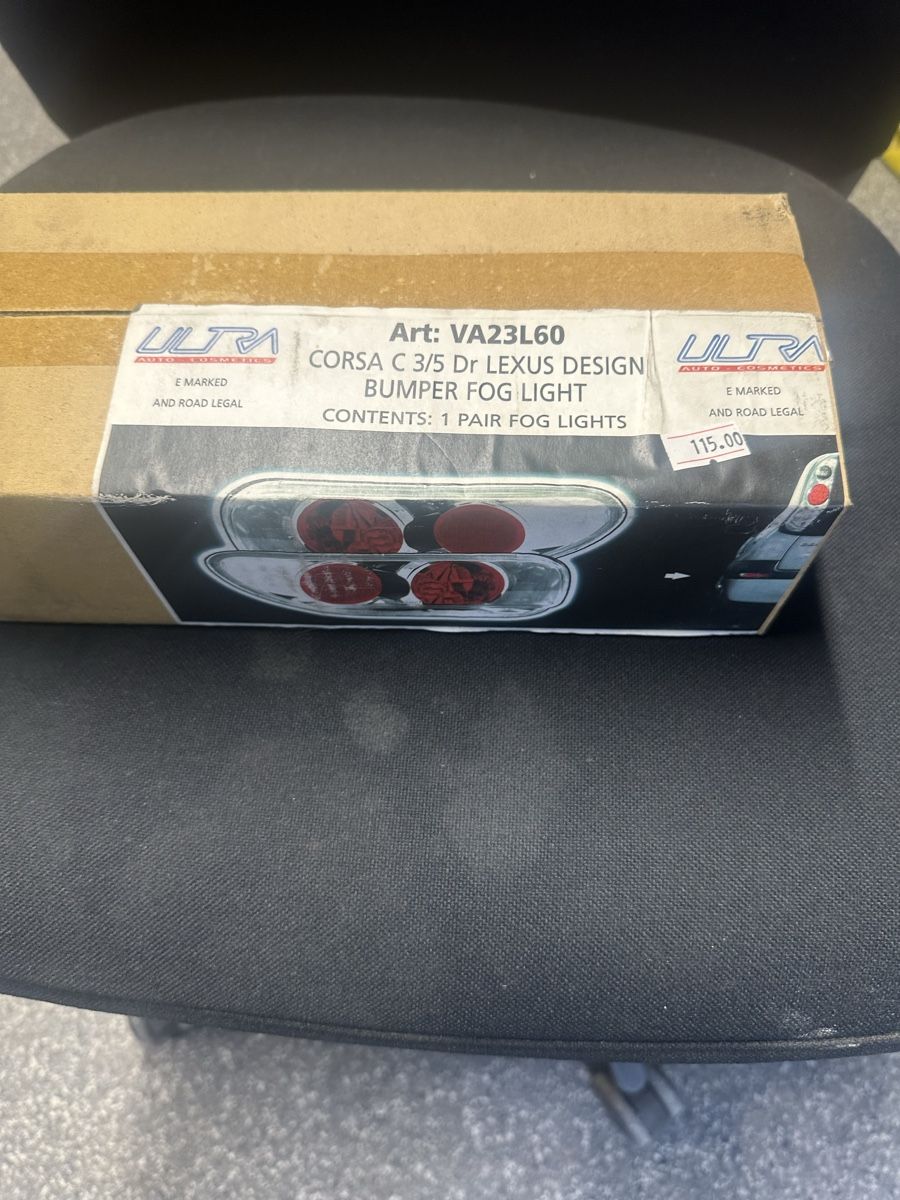 ULTRA
AUTO - COSMETICS
E MARKED
AND ROAD LEGAL
Art: VA23L60
CORSA C 3/5 Dr LEXUS DESIGN
BUMPER FOG LIGHT
CONTENTS: 1 PAIR FOG LIGHTS
ULTRA
AUTO - COSMETICS
E MARKED
AND ROAD LEGAL
115.00